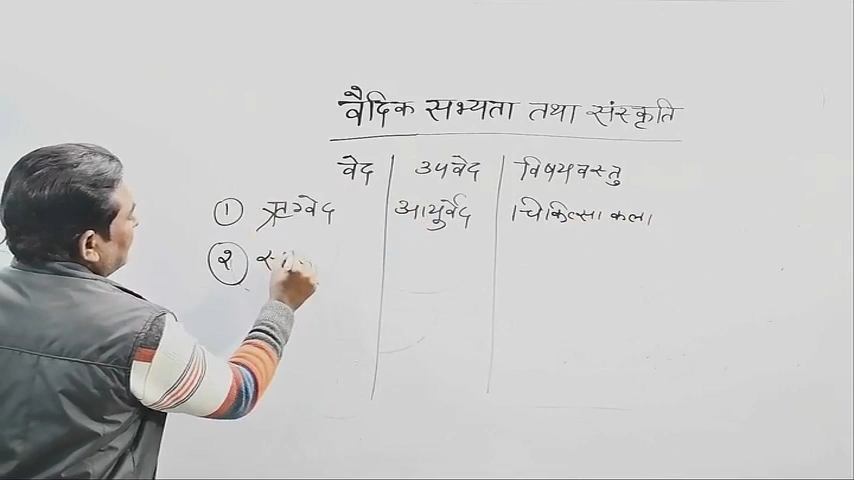 वैदिक सभ्यता तथा संस्कृति
वेद उपवेद विषयवस्तु
① ऋग्वेद आयुर्वेद चिकित्सा कला
②